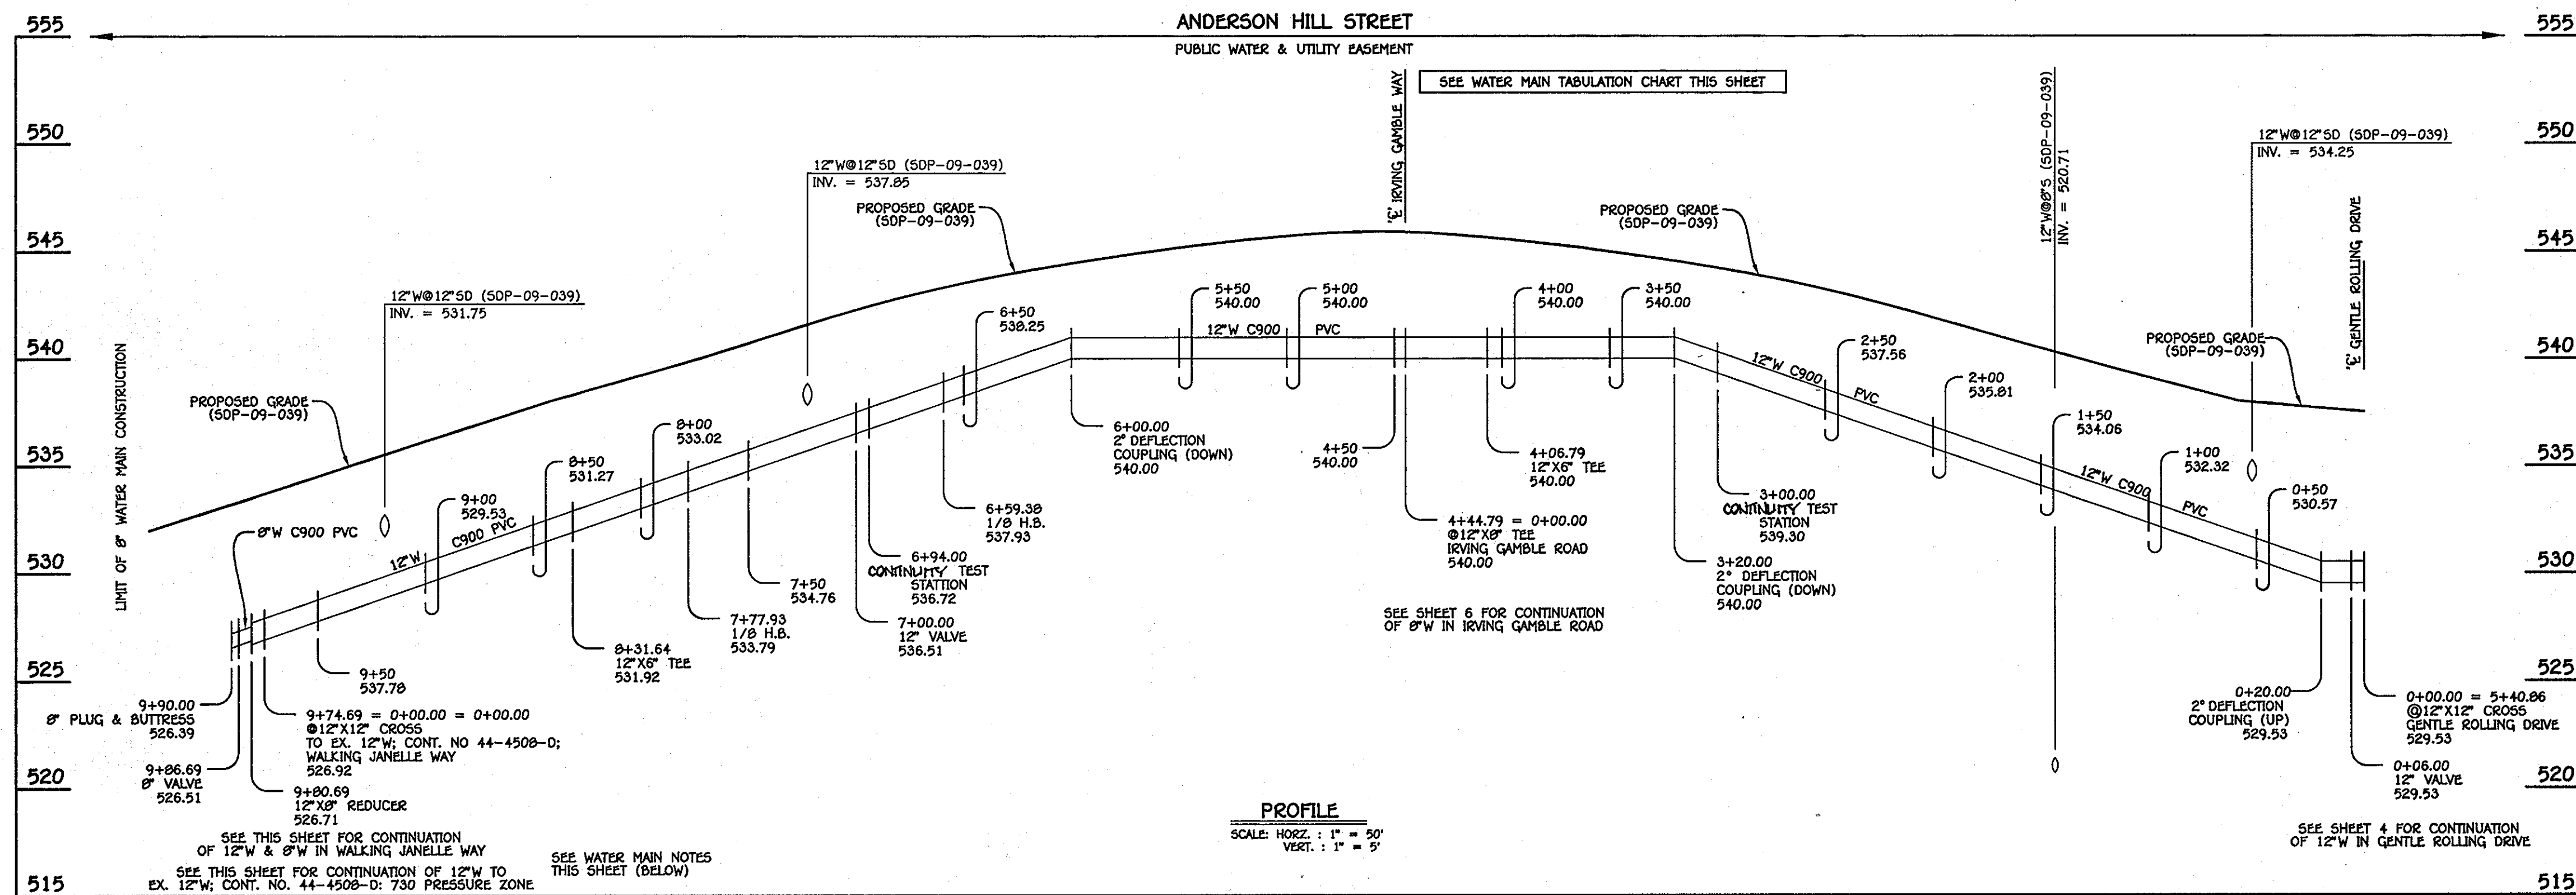 ANDERSON HILL STREET
PUBLIC WATER & UTILITY EASEMENT
555
555
550
550
545
545
540
540
535
535
530
530
525
525
520
520
515
515
SEE WATER MAIN TABULATION CHART THIS SHEET
LIMIT OF 8" WATER MAIN CONSTRUCTION
PROPOSED GRADE
(SDP-09-039)
12"W@12"SD (SDP-09-039)
INV. = 531.75
12"W@12"SD (SDP-09-039)
INV. = 537.85
PROPOSED GRADE
(SDP-09-039)
IRVING GAMBLE WAY
PROPOSED GRADE
(SDP-09-039)
12"W@8"S (SDP-09-039)
INV. = 520.71
12"W@12"SD (SDP-09-039)
INV. = 534.25
PROPOSED GRADE
(SDP-09-039)
GENTLE ROLLING DRIVE
8"W C900 PVC
12"W C900 PVC
12"W C900 PVC
12"W C900 PVC
12"W C900 PVC
9+90.00
8" PLUG & BUTTRESS
526.39
9+86.69
8" VALVE
526.51
9+80.69
12"X8" REDUCER
526.71
9+74.69 = 0+00.00 = 0+00.00
@12"X12" CROSS
TO EX. 12"W; CONT. NO 44-4508-D;
WALKING JANELLE WAY
526.92
9+50
537.78
9+00
529.53
8+50
531.27
8+31.64
12"X6" TEE
531.92
8+00
533.02
7+77.93
1/8 H.B.
533.79
7+50
534.76
7+00.00
12" VALVE
536.51
6+94.00
CONTINUITY TEST
STATTION
536.72
6+59.38
1/8 H.B.
537.93
6+50
538.25
6+00.00
2° DEFLECTION
COUPLING (DOWN)
540.00
5+50
540.00
5+00
540.00
4+50
540.00
4+44.79 = 0+00.00
@12"X8" TEE
IRVING GAMBLE ROAD
540.00
4+06.79
12"X6" TEE
540.00
4+00
540.00
3+50
540.00
3+20.00
2° DEFLECTION
COUPLING (DOWN)
540.00
3+00.00
CONTINUITY TEST
STATION
539.30
2+50
537.56
2+00
535.81
1+50
534.06
1+00
532.32
0+50
530.57
0+20.00
2° DEFLECTION
COUPLING (UP)
529.53
0+00.00 = 5+40.86
@12"X12" CROSS
GENTLE ROLLING DRIVE
529.53
0+06.00
12" VALVE
529.53
SEE SHEET 6 FOR CONTINUATION
OF 8"W IN IRVING GAMBLE ROAD
SEE THIS SHEET FOR CONTINUATION
OF 12"W & 8"W IN WALKING JANELLE WAY
SEE THIS SHEET FOR CONTINUATION OF 12"W TO
EX. 12"W; CONT. NO. 44-4508-D: 730 PRESSURE ZONE
SEE WATER MAIN NOTES
THIS SHEET (BELOW)
PROFILE
SCALE: HORZ. : 1" = 50'
VERT. : 1" = 5'
SEE SHEET 4 FOR CONTINUATION
OF 12"W IN GENTLE ROLLING DRIVE